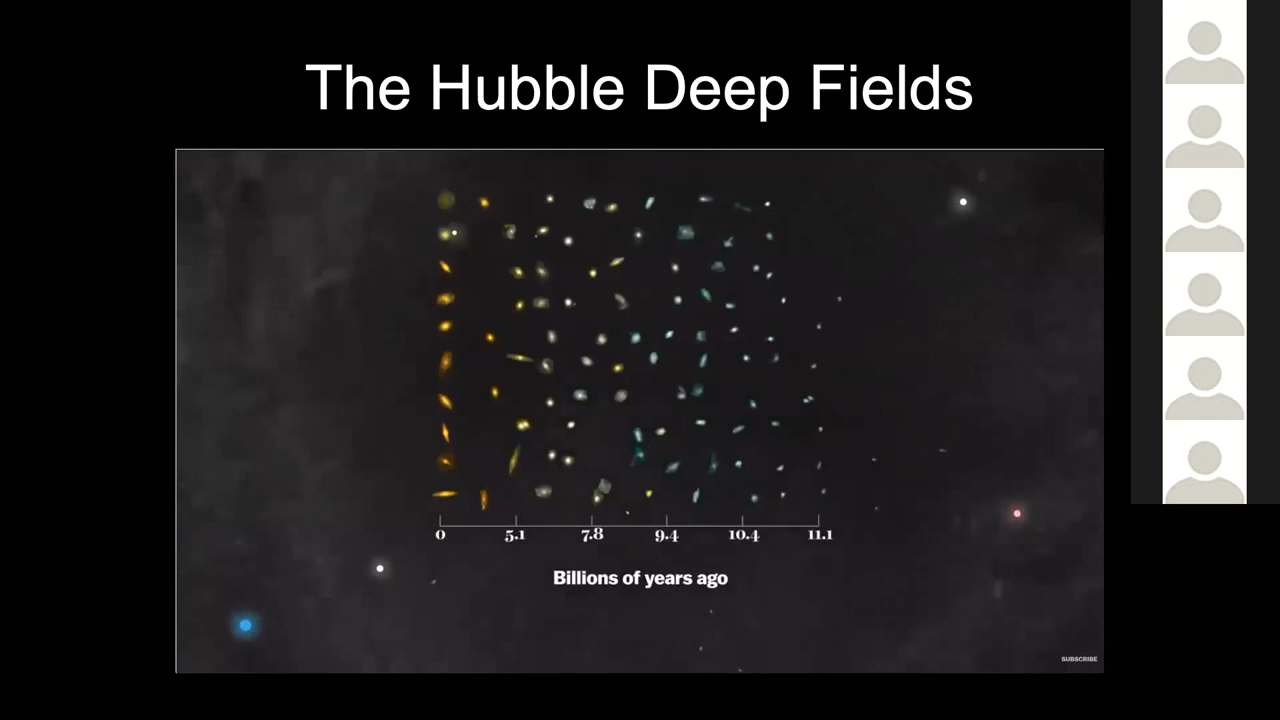 The Hubble Deep Fields
0 5.1 7.8 9.4 10.4 11.1
Billions of years ago
SUBSCRIBE